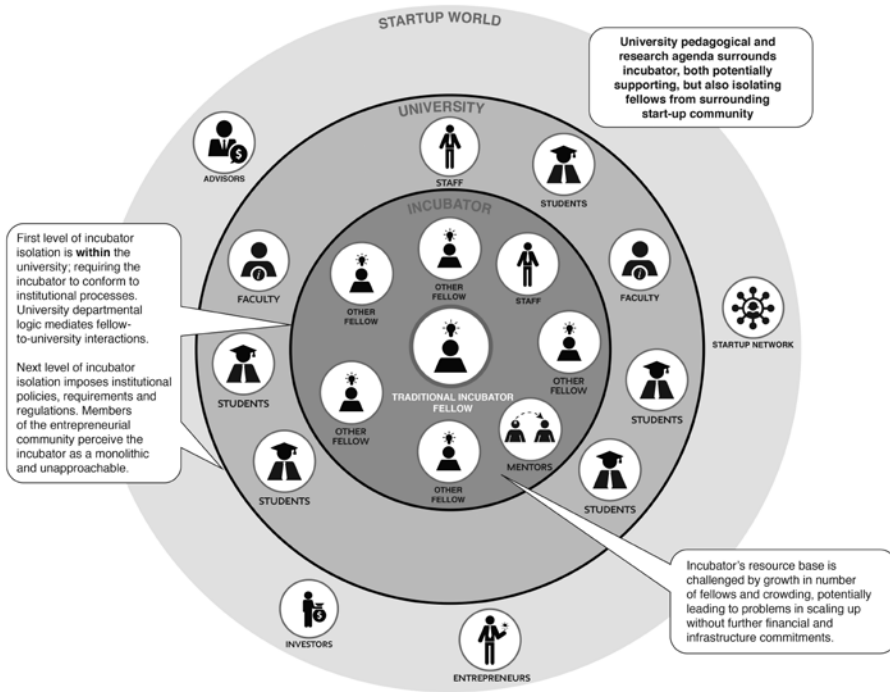 STARTUP WORLD
University pedagogical and
research agenda surrounds
incubator, both potentially
supporting, but also isolating
fellows from surrounding
start-up community
UNIVERSITY
ADVISORS
STAFF
STUDENTS
INCUBATOR
First level of incubator
isolation is within the
university; requiring the
incubator to conform to
institutional processes.
University departmental
logic mediates fellow-
to-university interactions.
Next level of incubator
isolation imposes institutional
policies, requirements and
regulations. Members
of the entrepreneurial
community perceive the
incubator as a monolithic
and unapproachable.
FACULTY
OTHER
FELLOW
OTHER
FELLOW
STAFF
FACULTY
STARTUP NETWORK
STUDENTS
TRADITIONAL INCUBATOR
FELLOW
OTHER
FELLOW
STUDENTS
OTHER
FELLOW
MENTORS
STUDENTS
OTHER
FELLOW
STUDENTS
Incubator's resource base is
challenged by growth in number
of fellows and crowding, potentially
leading to problems in scaling up
without further financial and
infrastructure commitments.
INVESTORS
ENTREPRENEURS